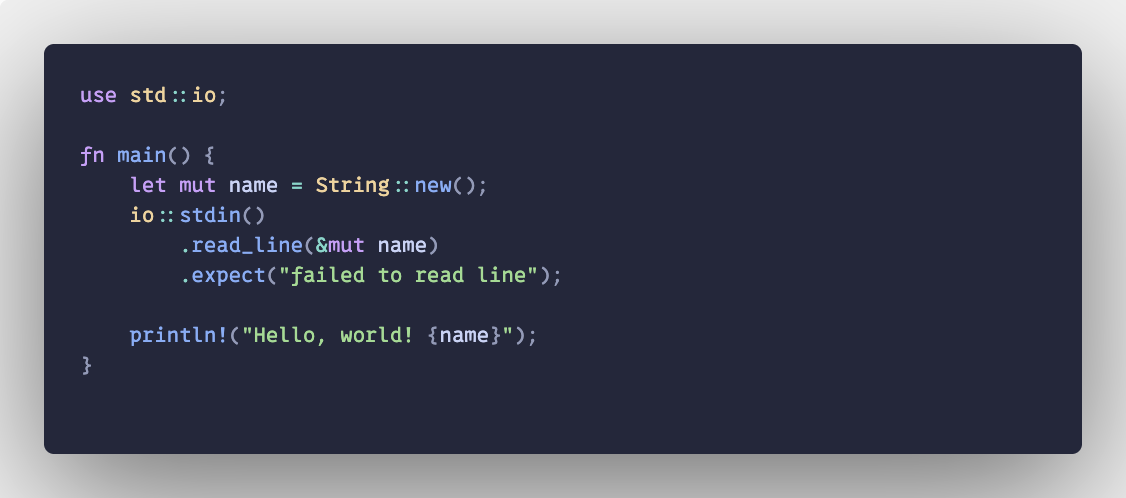 use std::io;

fn main() {
    let mut name = String::new();
    io::stdin()
        .read_line(&mut name)
        .expect("failed to read line");

    println!("Hello, world! {name}");
}